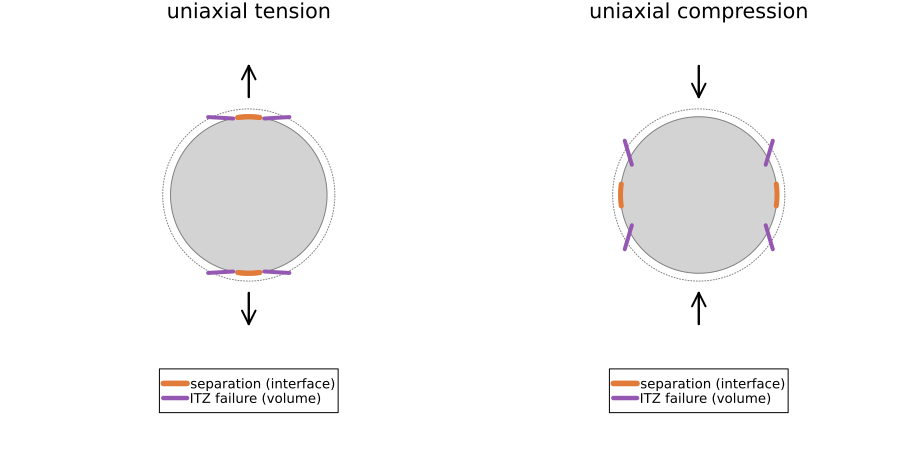 uniaxial tension
uniaxial compression
separation (interface)
ITZ failure (volume)
separation (interface)
ITZ failure (volume)